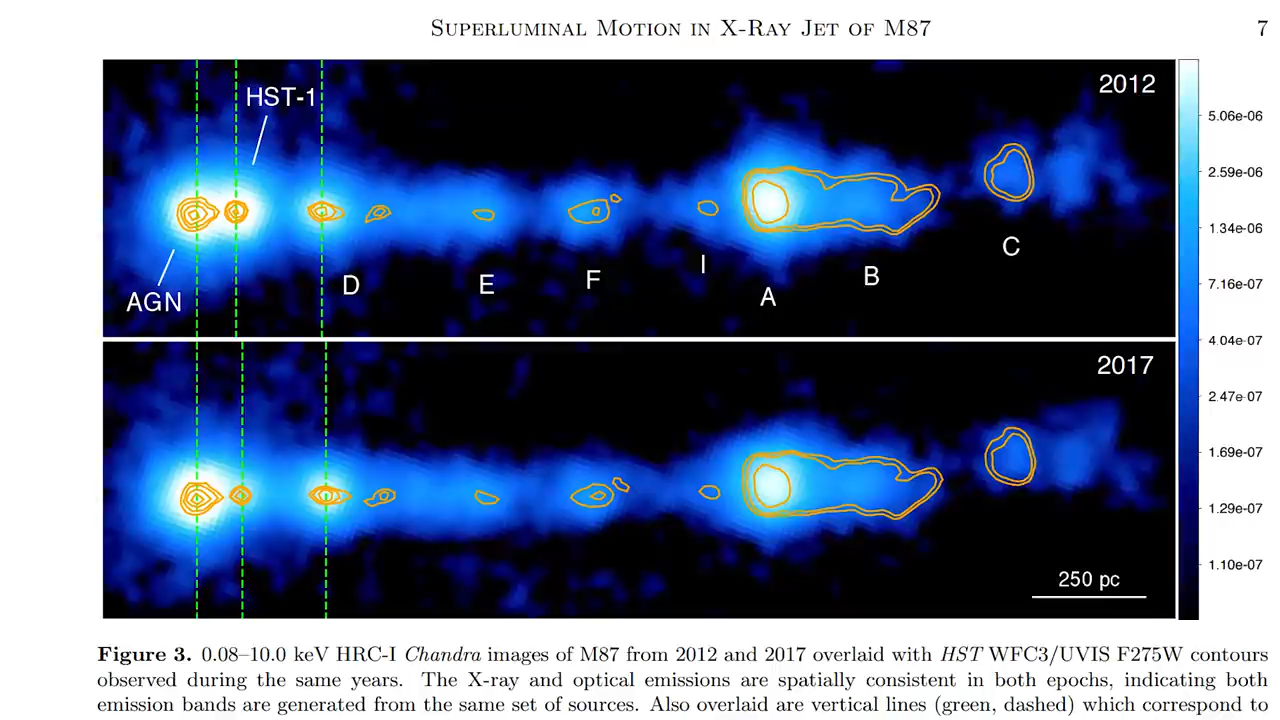 SUPERLUMINAL MOTION IN X-RAY JET OF M87 7
2012
HST-1
AGN
D
E
F
I
A
B
C
5.06e-06
2.59e-06
1.34e-06
7.16e-07
4.04e-07
2.47e-07
1.69e-07
1.29e-07
1.10e-07
2017
250 pc
Figure 3. 0.08–10.0 keV HRC-I Chandra images of M87 from 2012 and 2017 overlaid with HST WFC3/UVIS F275W contours
observed during the same years. The X-ray and optical emissions are spatially consistent in both epochs, indicating both
emission bands are generated from the same set of sources. Also overlaid are vertical lines (green, dashed) which correspond to